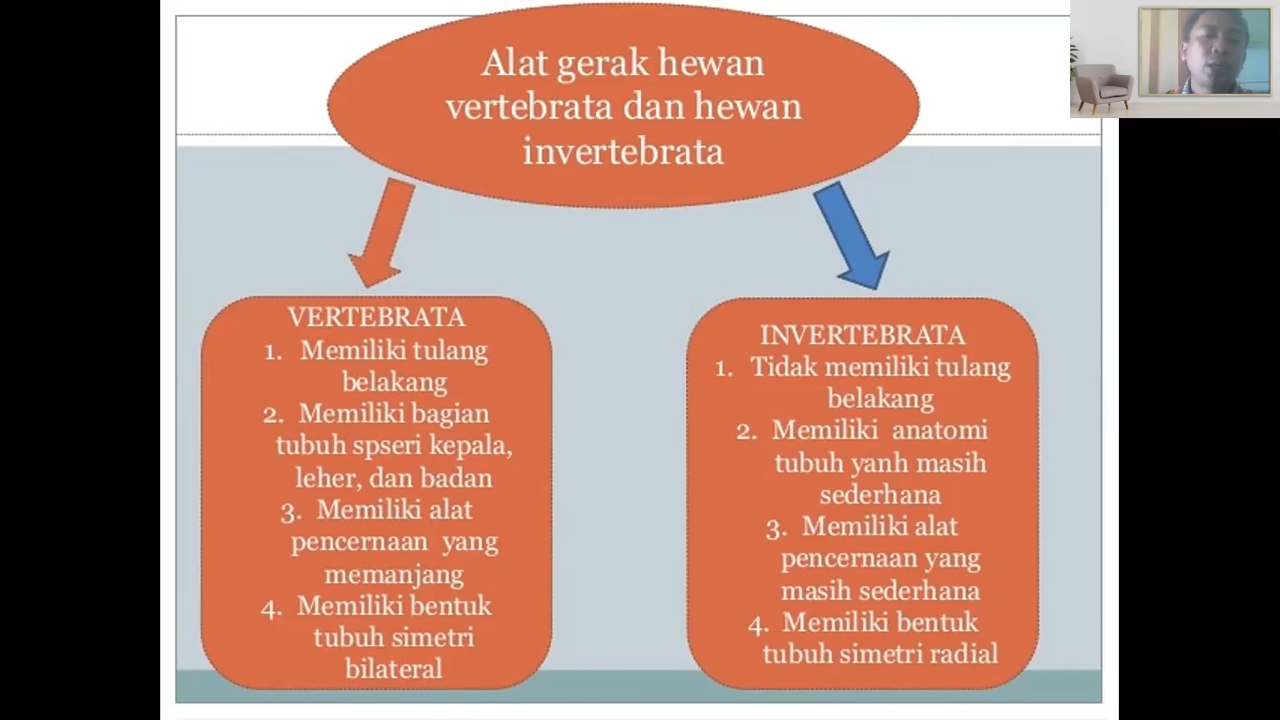 Alat gerak hewan
vertebrata dan hewan
invertebrata
VERTEBRATA
1. Memiliki tulang
belakang
2. Memiliki bagian
tubuh spseri kepala,
leher, dan badan
3. Memiliki alat
pencernaan yang
memanjang
4. Memiliki bentuk
tubuh simetri
bilateral
INVERTEBRATA
1. Tidak memiliki tulang
belakang
2. Memiliki anatomi
tubuh yanh masih
sederhana
3. Memiliki alat
pencernaan yang
masih sederhana
4. Memiliki bentuk
tubuh simetri radial